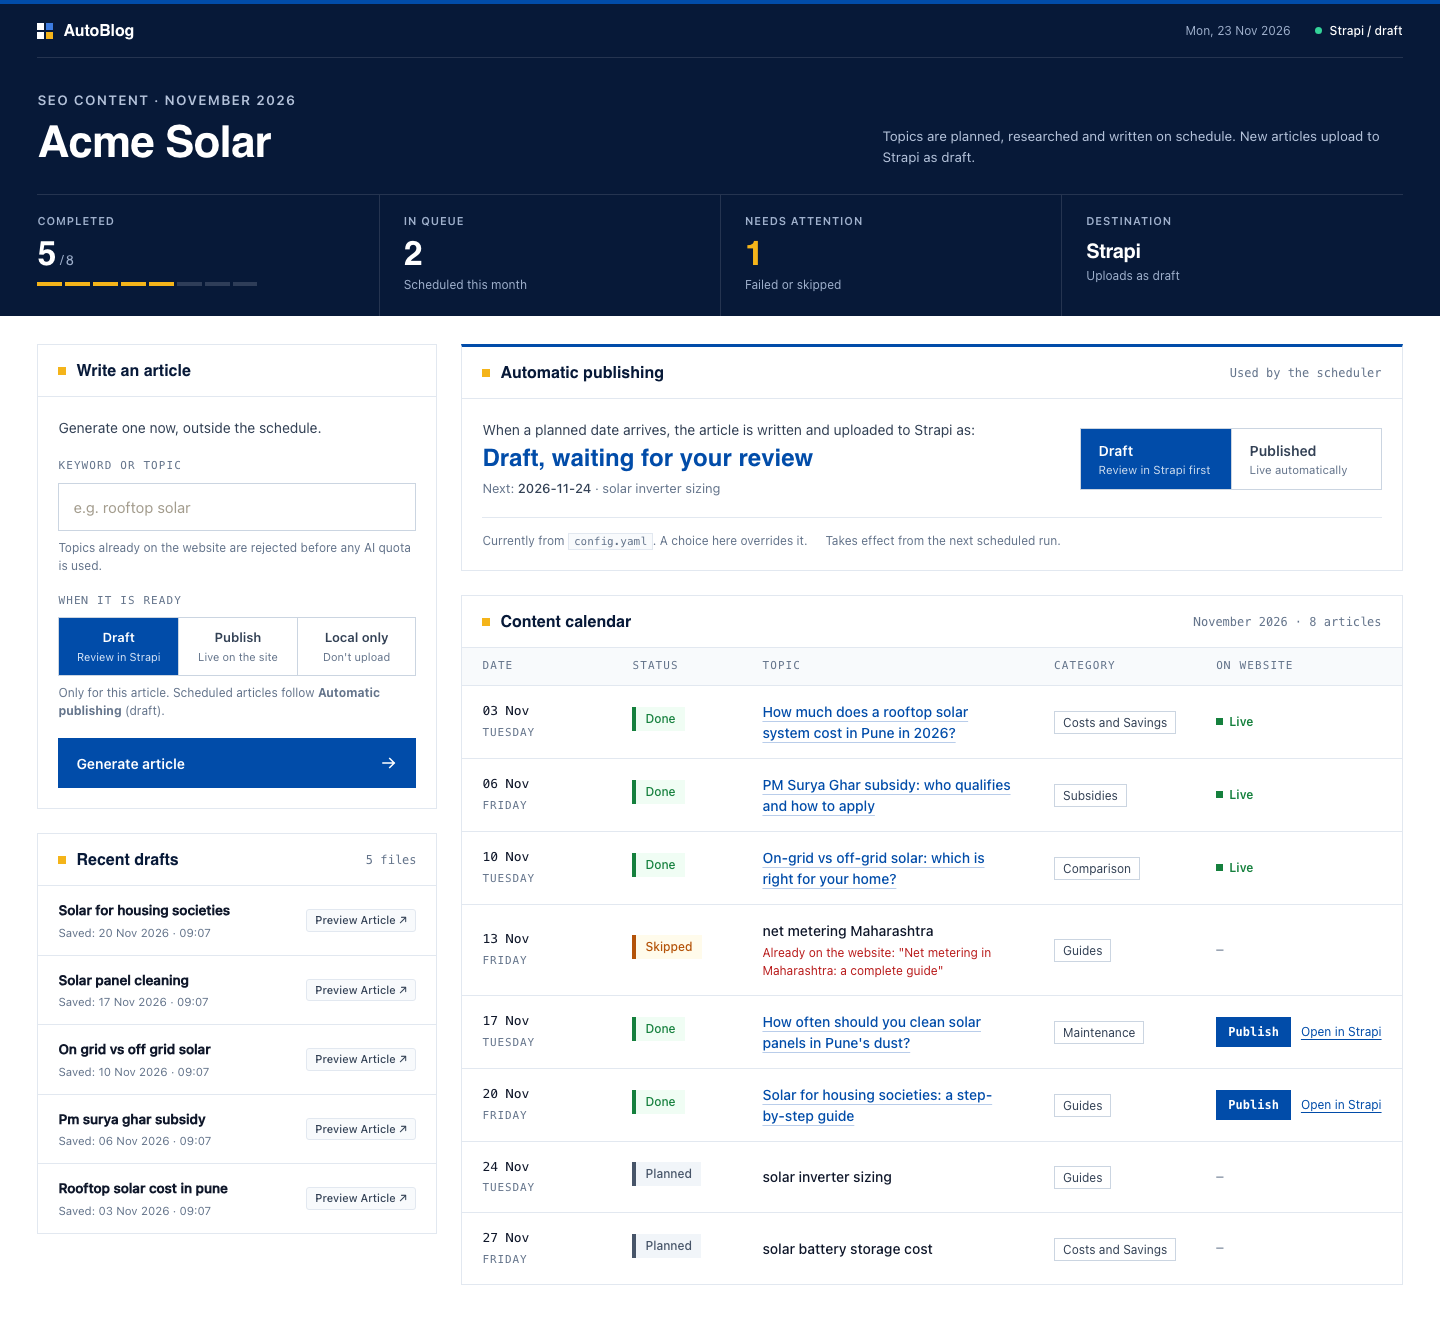 AutoBlog
Mon, 23 Nov 2026
Strapi / draft
SEO CONTENT · NOVEMBER 2026
Acme Solar
Topics are planned, researched and written on schedule. New articles upload to
Strapi as draft.
COMPLETED
5 / 8
IN QUEUE
2
Scheduled this month
NEEDS ATTENTION
1
Failed or skipped
DESTINATION
Strapi
Uploads as draft
Write an article
Generate one now, outside the schedule.
KEYWORD OR TOPIC
e.g. rooftop solar
Topics already on the website are rejected before any AI quota
is used.
WHEN IT IS READY
Draft
Review in Strapi
Publish
Live on the site
Local only
Don't upload
Only for this article. Scheduled articles follow Automatic
publishing (draft).
Generate article →
Recent drafts
5 files
Solar for housing societies
Saved: 20 Nov 2026 · 09:07
Preview Article ↗
Solar panel cleaning
Saved: 17 Nov 2026 · 09:07
Preview Article ↗
On grid vs off grid solar
Saved: 10 Nov 2026 · 09:07
Preview Article ↗
Pm surya ghar subsidy
Saved: 06 Nov 2026 · 09:07
Preview Article ↗
Rooftop solar cost in pune
Saved: 03 Nov 2026 · 09:07
Preview Article ↗
Automatic publishing
Used by the scheduler
When a planned date arrives, the article is written and uploaded to Strapi as:
Draft, waiting for your review
Next: 2026-11-24 · solar inverter sizing
Draft
Review in Strapi first
Published
Live automatically
Currently from config.yaml. A choice here overrides it. Takes effect from the next scheduled run.
Content calendar
November 2026 · 8 articles
DATE STATUS TOPIC CATEGORY ON WEBSITE
03 Nov
TUESDAY
Done
How much does a rooftop solar
system cost in Pune in 2026?
Costs and Savings
Live
06 Nov
FRIDAY
Done
PM Surya Ghar subsidy: who qualifies
and how to apply
Subsidies
Live
10 Nov
TUESDAY
Done
On-grid vs off-grid solar: which is
right for your home?
Comparison
Live
13 Nov
FRIDAY
Skipped
net metering Maharashtra
Already on the website: "Net metering in
Maharashtra: a complete guide"
Guides
–
17 Nov
TUESDAY
Done
How often should you clean solar
panels in Pune's dust?
Maintenance
Publish
Open in Strapi
20 Nov
FRIDAY
Done
Solar for housing societies: a step-
by-step guide
Guides
Publish
Open in Strapi
24 Nov
TUESDAY
Planned
solar inverter sizing
Guides
–
27 Nov
FRIDAY
Planned
solar battery storage cost
Costs and Savings
–